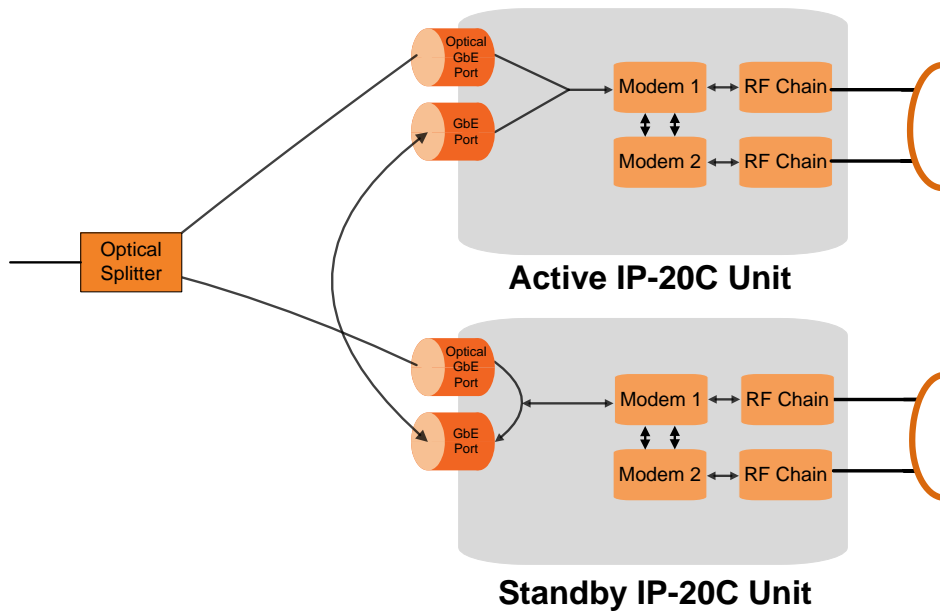 Optical
GbE
Port
GbE
Port
Modem 1
RF Chain
Modem 2
RF Chain
Optical
Splitter
Active IP-20C Unit
Optical
GbE
Port
GbE
Port
Modem 1
RF Chain
Modem 2
RF Chain
Standby IP-20C Unit